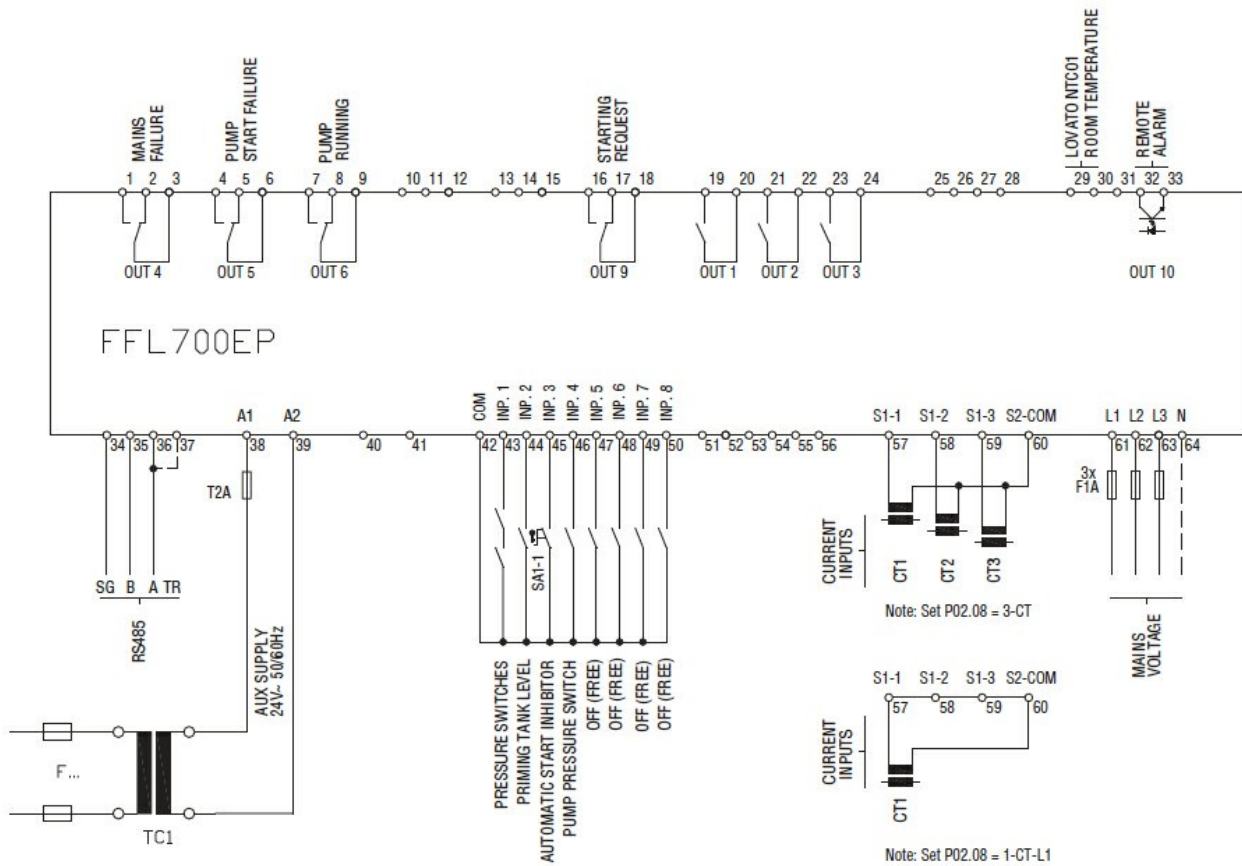 MAINS
FAILURE
PUMP
START FAILURE
PUMP
RUNNING
STARTING
REQUEST
LOVATO NTC01
ROOM TEMPERATURE
REMOTE
ALARM
1 2 3 4 5 6 7 8 9 10 11 12 13 14 15 16 17 18 19 20 21 22 23 24 25 26 27 28 29 30 31 32 33
OUT 4 OUT 5 OUT 6 OUT 9 OUT 1 OUT 2 OUT 3 OUT 10
FFL700EP
A1 A2 COM INP. 1 INP. 2 INP. 3 INP. 4 INP. 5 INP. 6 INP. 7 INP. 8 S1-1 S1-2 S1-3 S2-COM L1 L2 L3 N
34 35 36 37 38 39 40 41 42 43 44 45 46 47 48 49 50 51 52 53 54 55 56 57 58 59 60 61 62 63 64
T2A
3x
F1A
SA1-1
CURRENT
INPUTS
CT1 CT2 CT3
Note: Set P02.08 = 3-CT
SG B A TR
RS485
AUX SUPPLY
24V~ 50/60Hz
MAINS
VOLTAGE
PRESSURE SWITCHES
PRIMING TANK LEVEL
AUTOMATIC START INHIBITOR
PUMP PRESSURE SWITCH
OFF (FREE)
OFF (FREE)
OFF (FREE)
OFF (FREE)
S1-1 S1-2 S1-3 S2-COM
57 58 59 60
CURRENT
INPUTS
CT1
F...
TC1
Note: Set P02.08 = 1-CT-L1